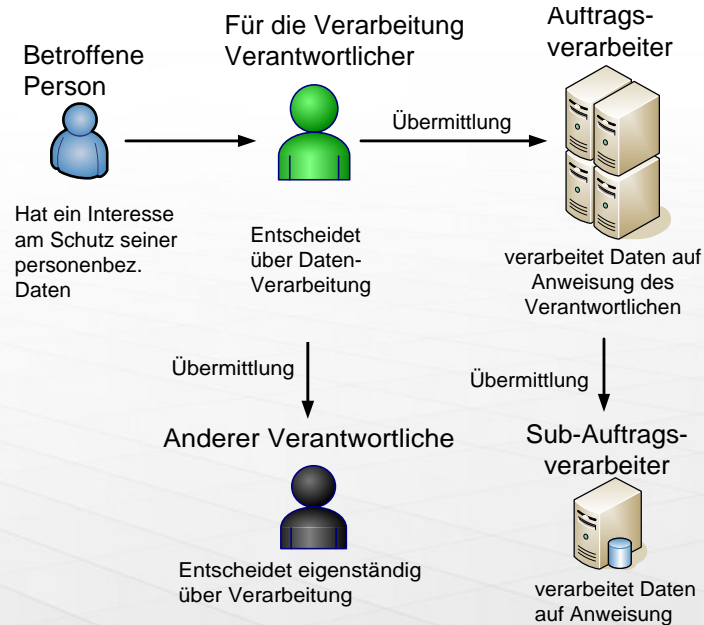 Betroffene
Person
Für die Verarbeitung
Verantwortlicher
Auftrags-
verarbeiter
Übermittlung
Hat ein Interesse
am Schutz seiner
personenbez.
Daten
Entscheidet
über Daten-
Verarbeitung
verarbeitet Daten auf
Anweisung des
Verantwortlichen
Übermittlung
Übermittlung
Anderer Verantwortliche
Sub-Auftrags-
verarbeiter
Entscheidet eigenständig
über Verarbeitung
verarbeitet Daten
auf Anweisung